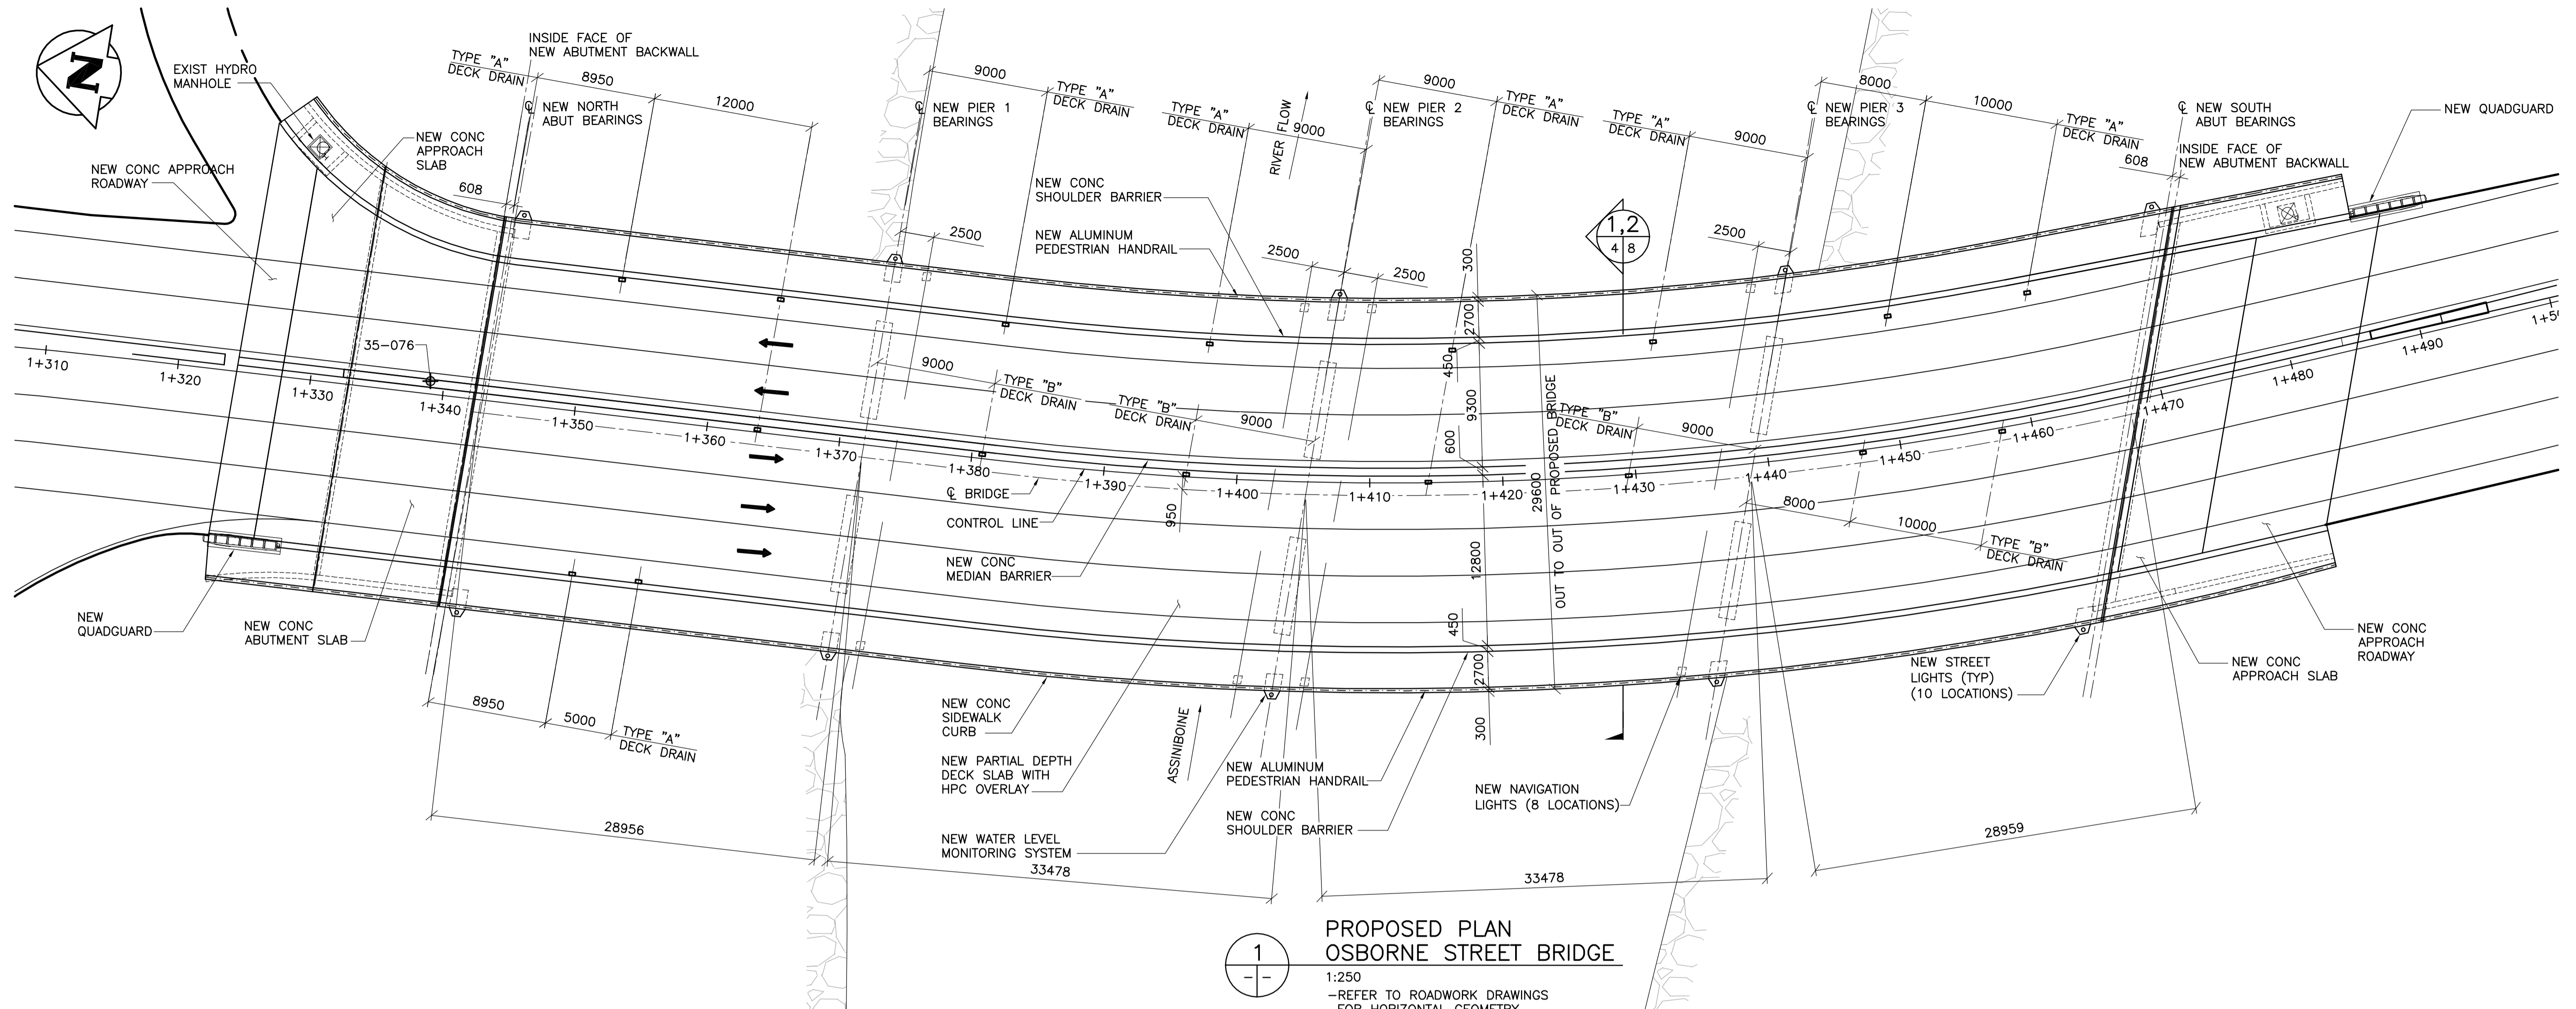 N
EXIST HYDRO
MANHOLE
NEW CONC APPROACH
ROADWAY
NEW CONC
APPROACH
SLAB
TYPE "A"
DECK DRAIN
INSIDE FACE OF
NEW ABUTMENT BACKWALL
8950
12000
℄ NEW NORTH
ABUT BEARINGS
608
9000
TYPE "A"
DECK DRAIN
℄ NEW PIER 1
BEARINGS
TYPE "A"
DECK DRAIN
9000
RIVER FLOW
9000
TYPE "A"
DECK DRAIN
℄ NEW PIER 2
BEARINGS
TYPE "A"
DECK DRAIN
9000
8000
10000
℄ NEW PIER 3
BEARINGS
TYPE "A"
DECK DRAIN
℄ NEW SOUTH
ABUT BEARINGS
INSIDE FACE OF
NEW ABUTMENT BACKWALL
608
NEW QUADGUARD
NEW CONC
SHOULDER BARRIER
NEW ALUMINUM
PEDESTRIAN HANDRAIL
2500
2500
2500
2500
1,2
4 8
300
2700
450
9300
600
29600
OUT TO OUT OF PROPOSED BRIDGE
12800
450
2700
300
35-076
9000
TYPE "B"
DECK DRAIN
TYPE "B"
DECK DRAIN
9000
TYPE "B"
DECK DRAIN
9000
950
8000
10000
TYPE "B"
DECK DRAIN
1+310
1+320
1+330
1+340
1+350
1+360
1+370
1+380
1+390
1+400
1+410
1+420
1+430
1+440
1+450
1+460
1+470
1+480
1+490
℄ BRIDGE
CONTROL LINE
NEW CONC
MEDIAN BARRIER
NEW
QUADGUARD
NEW CONC
ABUTMENT SLAB
8950
5000
TYPE "A"
DECK DRAIN
NEW CONC
SIDEWALK
CURB
NEW PARTIAL DEPTH
DECK SLAB WITH
HPC OVERLAY
NEW WATER LEVEL
MONITORING SYSTEM
ASSINIBOINE
NEW ALUMINUM
PEDESTRIAN HANDRAIL
NEW CONC
SHOULDER BARRIER
NEW NAVIGATION
LIGHTS (8 LOCATIONS)
NEW STREET
LIGHTS (TYP)
(10 LOCATIONS)
NEW CONC
APPROACH SLAB
NEW CONC
APPROACH
ROADWAY
28956
33478
33478
28959
1
- -
PROPOSED PLAN
OSBORNE STREET BRIDGE
1:250
-REFER TO ROADWORK DRAWINGS
FOR HORIZONTAL GEOMETRY